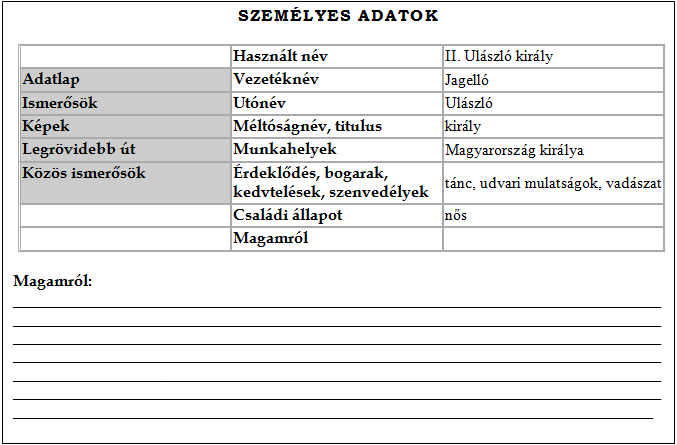 SZEMÉLYES ADATOK
Használt név II. Ulászló király
Adatlap Vezetéknév Jagelló
Ismerősök Utónév Ulászló
Képek Méltóságnév, titulus király
Legrövidebb út Munkahelyek Magyarország királya
Közös ismerősök Érdeklődés, bogarak,
kedvtelések, szenvedélyek tánc, udvari mulatságok, vadászat
Családi állapot nős
Magamról
Magamról: